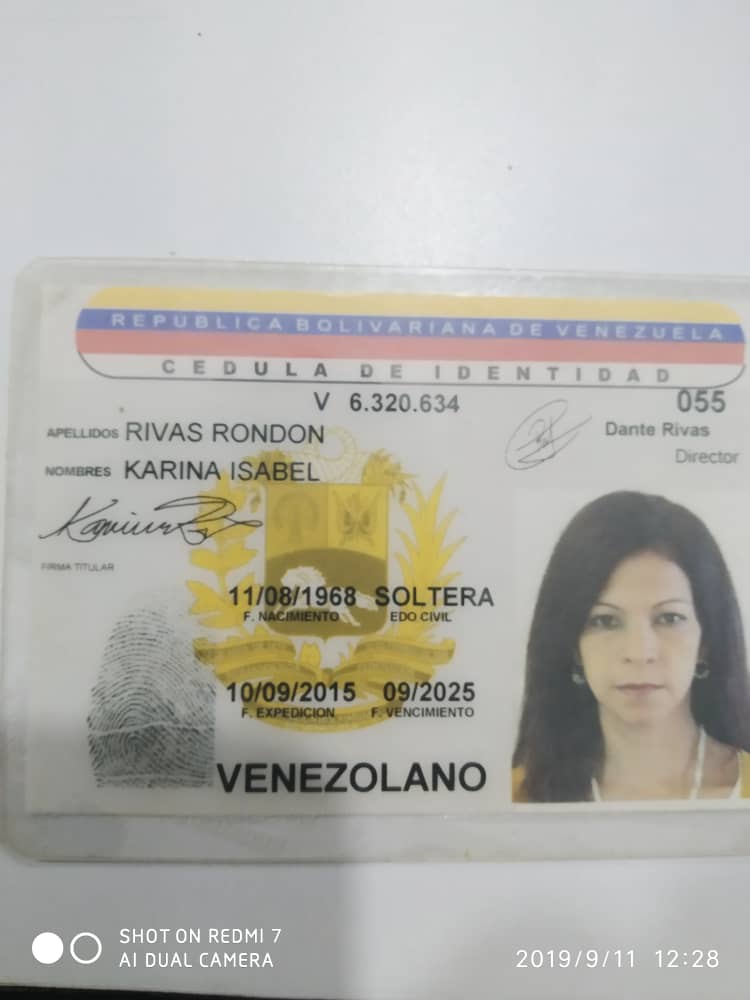 REPUBLICA BOLIVARIANA DE VENEZUELA
CEDULA DE IDENTIDAD
V 6.320.634
055
APELLIDOS RIVAS RONDON
Dante Rivas
Director
NOMBRES KARINA ISABEL
FIRMA TITULAR
11/08/1968 SOLTERA
F. NACIMIENTO EDO CIVIL
10/09/2015 09/2025
F. EXPEDICION F. VENCIMIENTO
VENEZOLANO
SHOT ON REDMI 7
AI DUAL CAMERA
2019/9/11 12:28